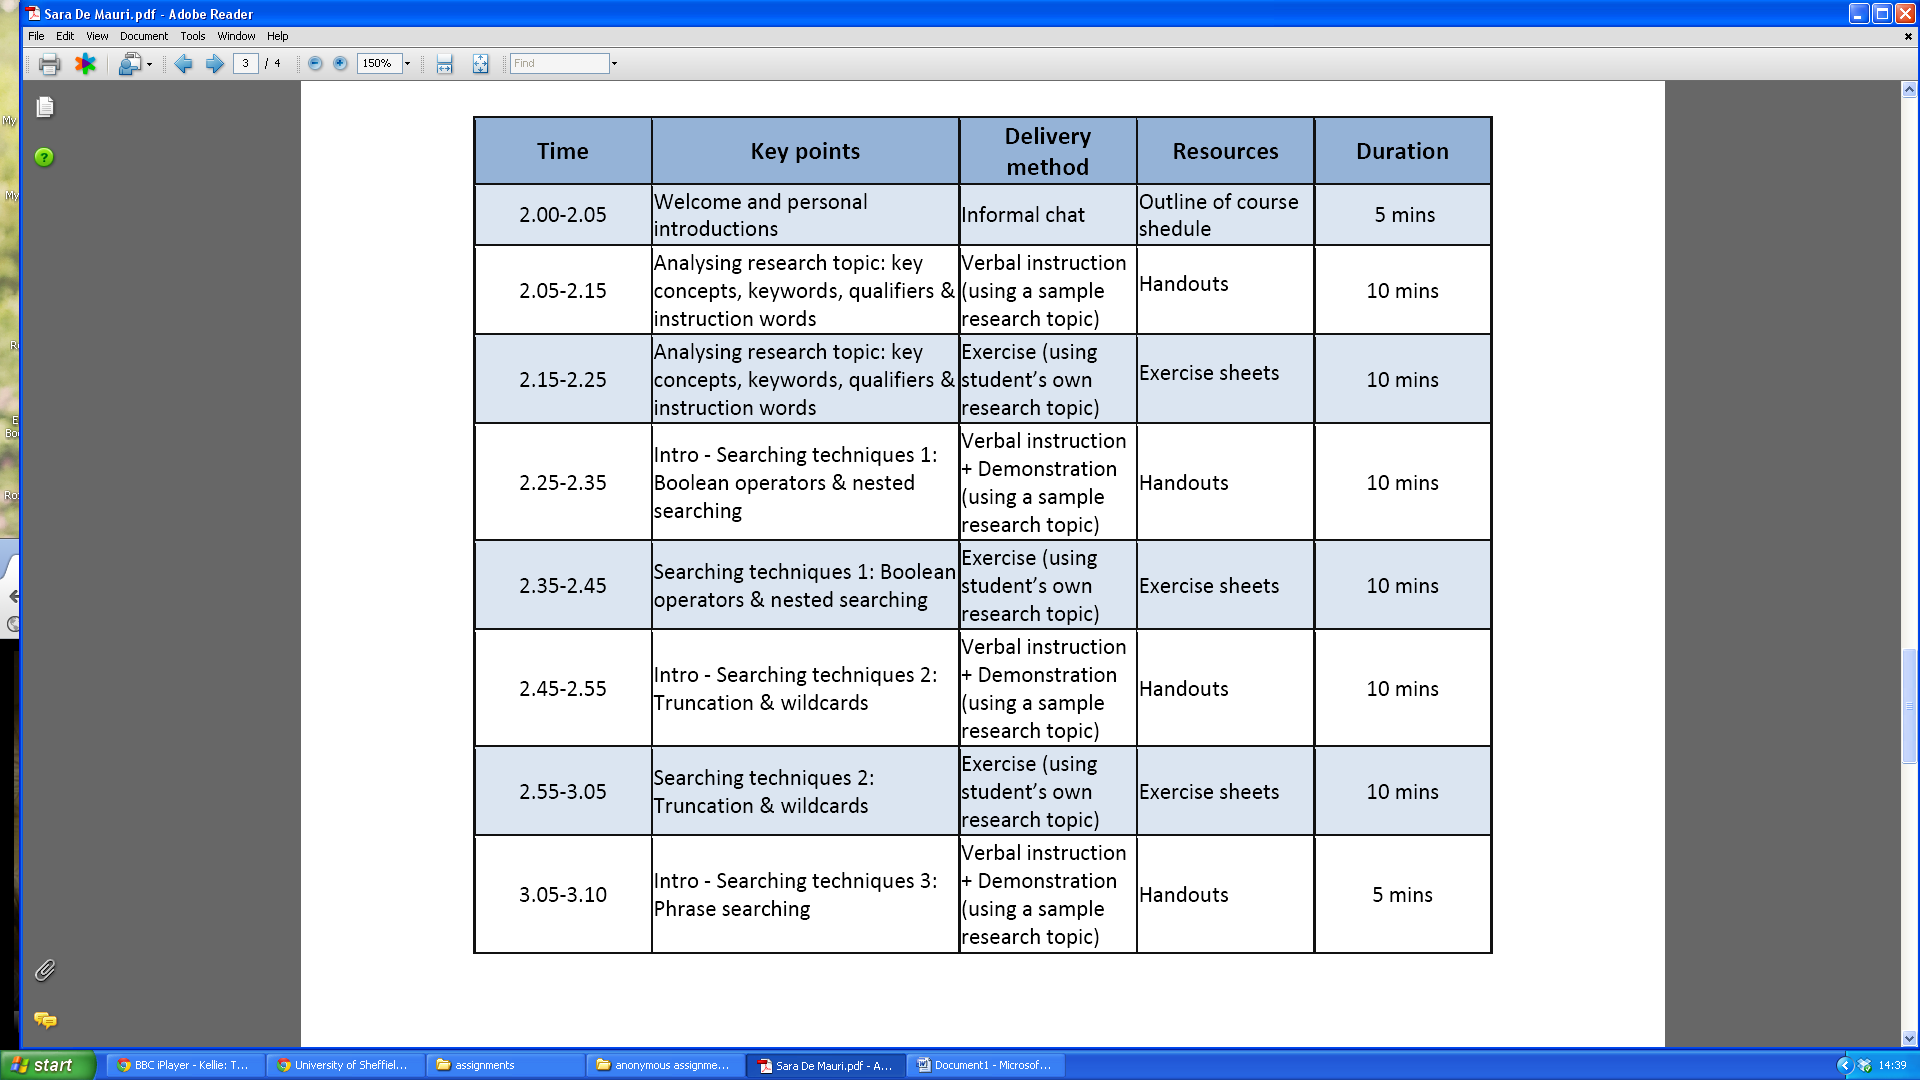 Sara De Mauri.pdf - Adobe Reader
File Edit View Document Tools Window Help
3 / 4 150% Find
Time Key points Delivery method Resources Duration
2.00-2.05
Welcome and personal
introductions
Informal chat
Outline of course
shedule
5 mins
2.05-2.15
Analysing research topic: key
concepts, keywords, qualifiers &
instruction words
Verbal instruction
(using a sample
research topic)
Handouts
10 mins
2.15-2.25
Analysing research topic: key
concepts, keywords, qualifiers &
instruction words
Exercise (using
student’s own
research topic)
Exercise sheets
10 mins
2.25-2.35
Intro - Searching techniques 1:
Boolean operators & nested
searching
Verbal instruction
+ Demonstration
(using a sample
research topic)
Handouts
10 mins
2.35-2.45
Searching techniques 1: Boolean
operators & nested searching
Exercise (using
student’s own
research topic)
Exercise sheets
10 mins
2.45-2.55
Intro - Searching techniques 2:
Truncation & wildcards
Verbal instruction
+ Demonstration
(using a sample
research topic)
Handouts
10 mins
2.55-3.05
Searching techniques 2:
Truncation & wildcards
Exercise (using
student’s own
research topic)
Exercise sheets
10 mins
3.05-3.10
Intro - Searching techniques 3:
Phrase searching
Verbal instruction
+ Demonstration
(using a sample
research topic)
Handouts
5 mins
My
My
start
BBC iPlayer - Kellie: T...
University of Sheffiel...
assignments
anonymous assignme...
Sara De Mauri.pdf - A...
Document1 - Microsof...
14:39